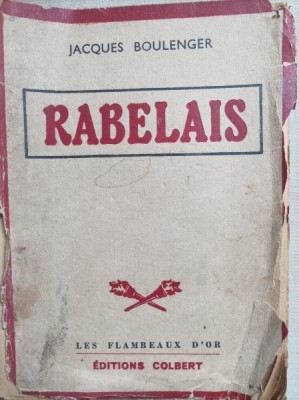 JACQUES BOULENGER
RABELAIS
LES FLAMBEAUX D'OR
ÉDITIONS COLBERT